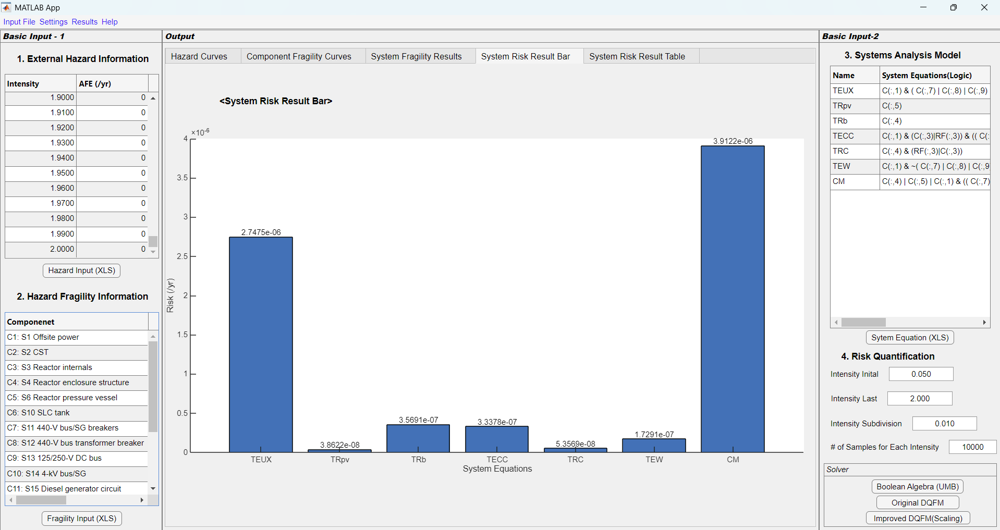 MATLAB App
Input File Settings Results Help
Basic Input - 1
1. External Hazard Information
Intensity AFE (/yr)
1.9000 0
1.9100 0
1.9200 0
1.9300 0
1.9400 0
1.9500 0
1.9600 0
1.9700 0
1.9800 0
1.9900 0
2.0000 0
Hazard Input (XLS)
2. Hazard Fragility Information
Componenet
C1: S1 Offsite power
C2: S2 CST
C3: S3 Reactor internals
C4: S4 Reactor enclosure structure
C5: S6 Reactor pressure vessel
C6: S10 SLC tank
C7: S11 440-V bus/SG breakers
C8: S12 440-V bus transformer breaker
C9: S13 125/250-V DC bus
C10: S14 4-kV bus/SG
C11: S15 Diesel generator circuit
Fragility Input (XLS)
Output
Hazard Curves Component Fragility Curves System Fragility Results System Risk Result Bar System Risk Result Table
<System Risk Result Bar>
×10-6
4
3.5
3
2.5
2
1.5
1
0.5
0
Risk (/yr)
2.7475e-06
3.8622e-08
3.5691e-07
3.3378e-07
5.3569e-08
1.7291e-07
3.9122e-06
TEUX TRpv TRb TECC TRC TEW CM
System Equations
Basic Input-2
3. Systems Analysis Model
Name System Equations(Logic)
TEUX C(:,1) & ( C(:,7) | C(:,8) | C(:,9)
TRpv C(:,5)
TRb C(:,4)
TECC C(:,1) & (C(:,3)|RF(:,3)) & (( C(:
TRC C(:,4) & (RF(:,3)|C(:,3))
TEW C(:,1) & ~( C(:,7) | C(:,8) | C(:,9
CM C(:,4) | C(:,5) | C(:,1) & (( C(:,7)
Sytem Equation (XLS)
4. Risk Quantification
Intensity Inital 0.050
Intensity Last 2.000
Intensity Subdivision 0.010
# of Samples for Each Intensity 10000
Solver
Boolean Algebra (UMB)
Original DQFM
Improved DQFM(Scaling)